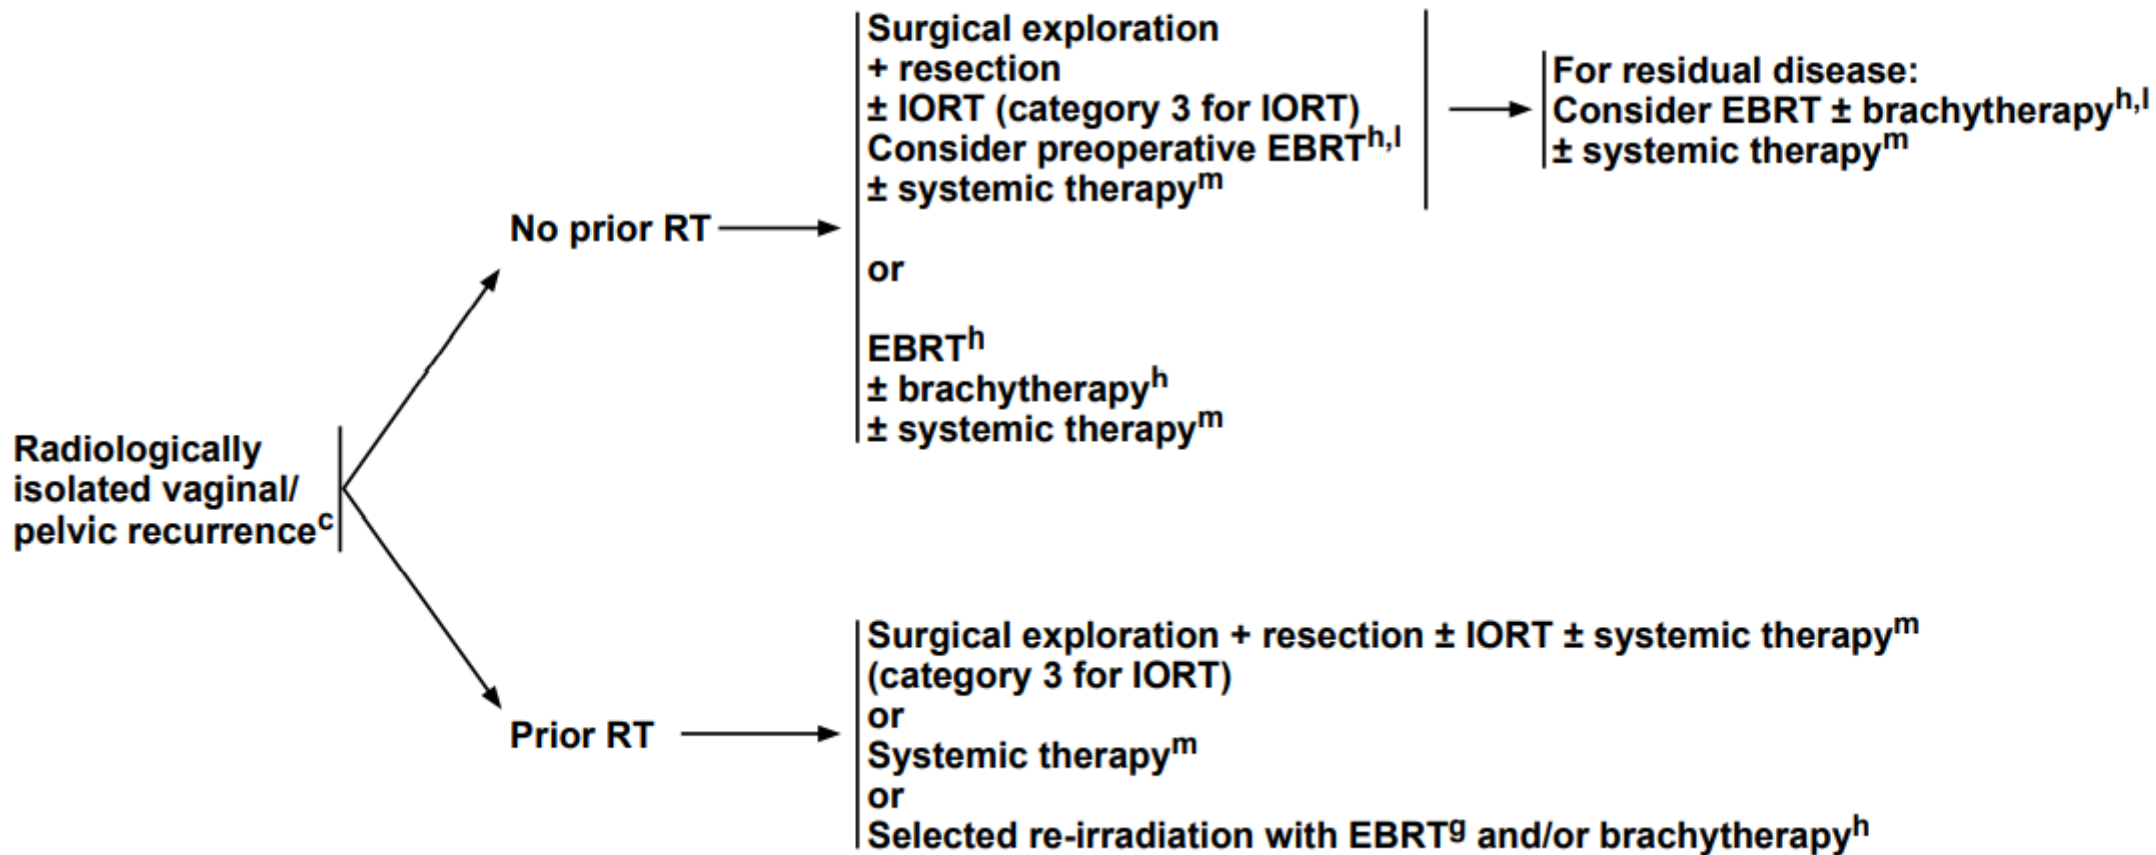 Radiologically
isolated vaginal/
pelvic recurrenceᶜ
No prior RT
Surgical exploration
+ resection
± IORT (category 3 for IORT)
Consider preoperative EBRTʰ,ˡ
± systemic therapyᵐ
or
EBRTʰ
± brachytherapyʰ
± systemic therapyᵐ
For residual disease:
Consider EBRT ± brachytherapyʰ,ˡ
± systemic therapyᵐ
Prior RT
Surgical exploration + resection ± IORT ± systemic therapyᵐ
(category 3 for IORT)
or
Systemic therapyᵐ
or
Selected re-irradiation with EBRTᵍ and/or brachytherapyʰ